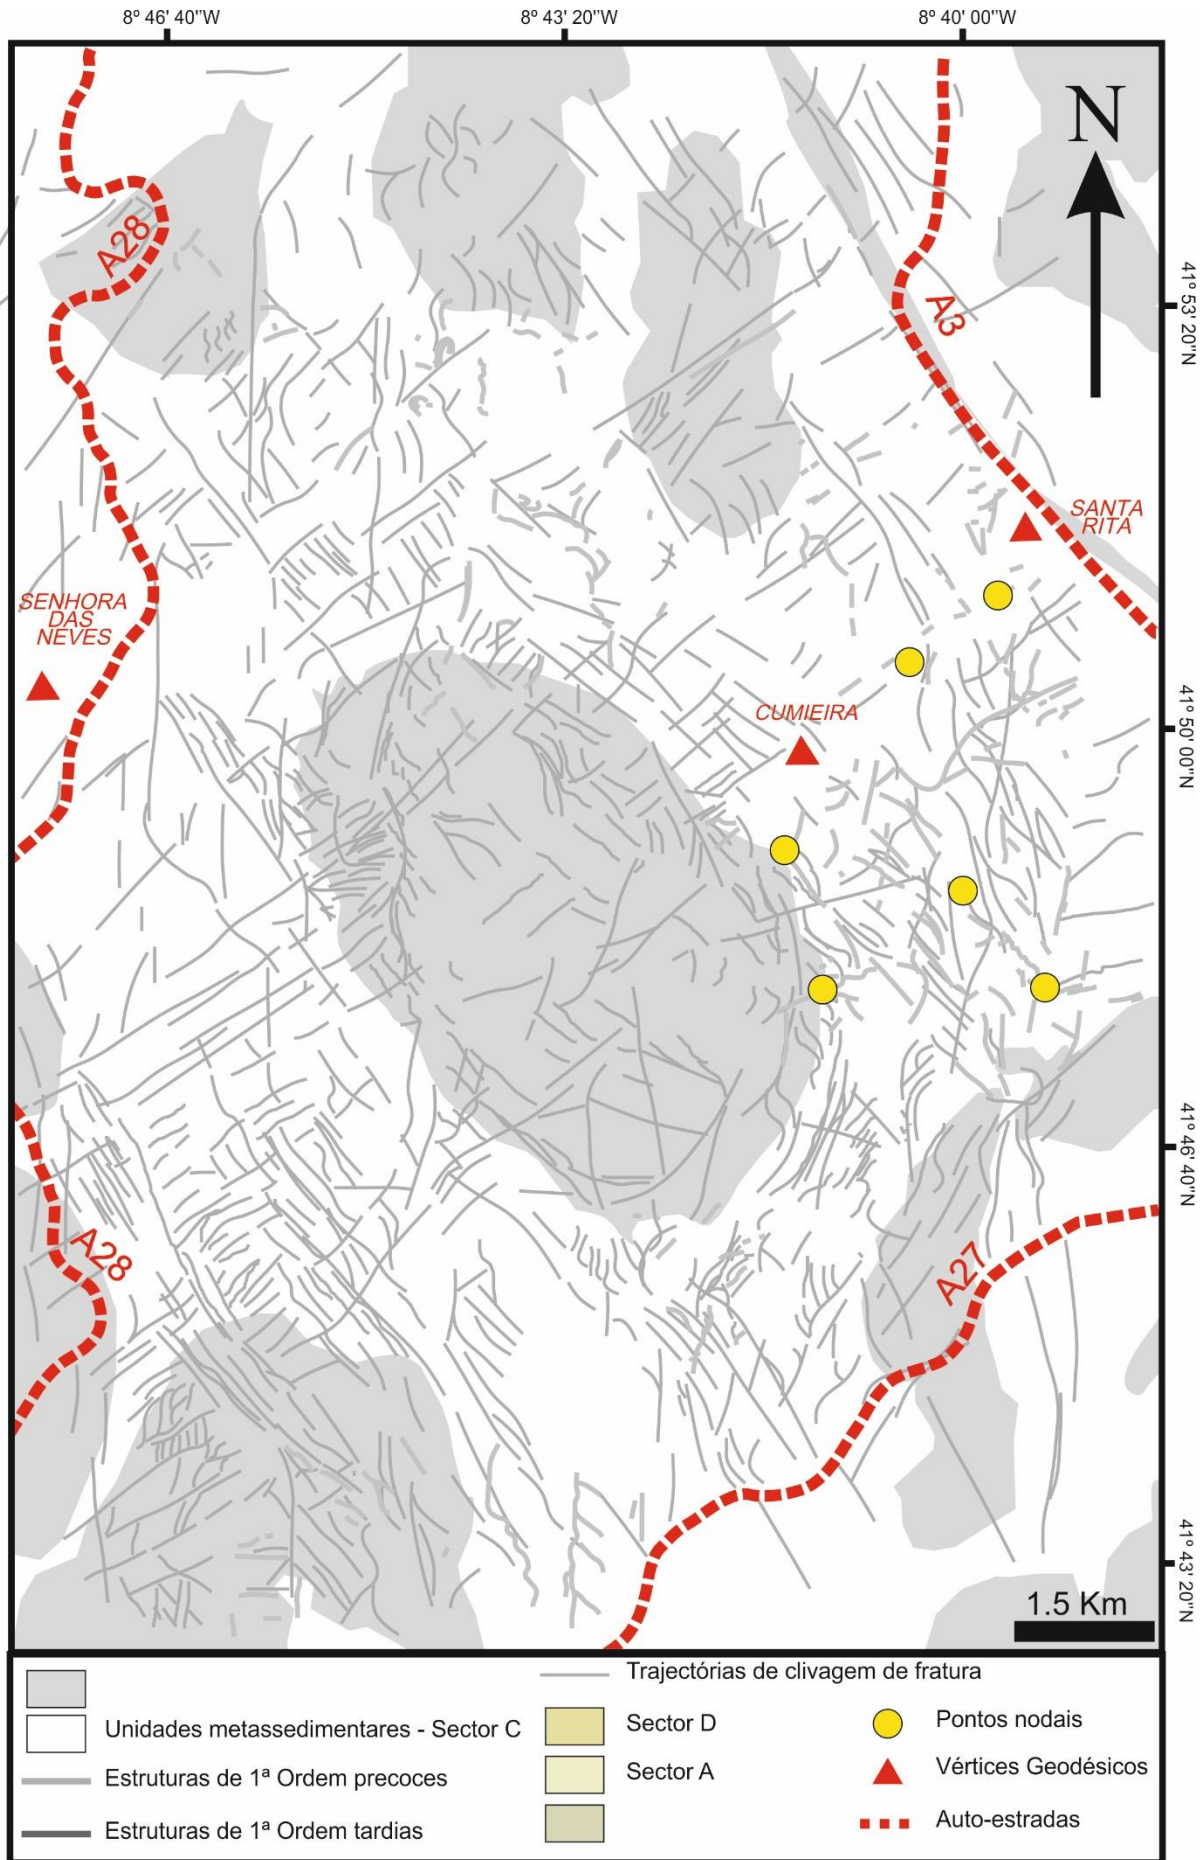 8º 46' 40''W
8º 43' 20''W
8º 40' 00''W
N
A28
A3
41º 53' 20''N
SANTA
RITA
SENHORA
DAS
NEVES
CUMIEIRA
41º 50' 00''N
41º 46' 40''N
A28
A27
41º 43' 20''N
1.5 Km
Trajectórias de clivagem de fratura
Unidades metassedimentares - Sector C
Sector D
Pontos nodais
Estruturas de 1ª Ordem precoces
Sector A
Vértices Geodésicos
Estruturas de 1ª Ordem tardias
Auto-estradas